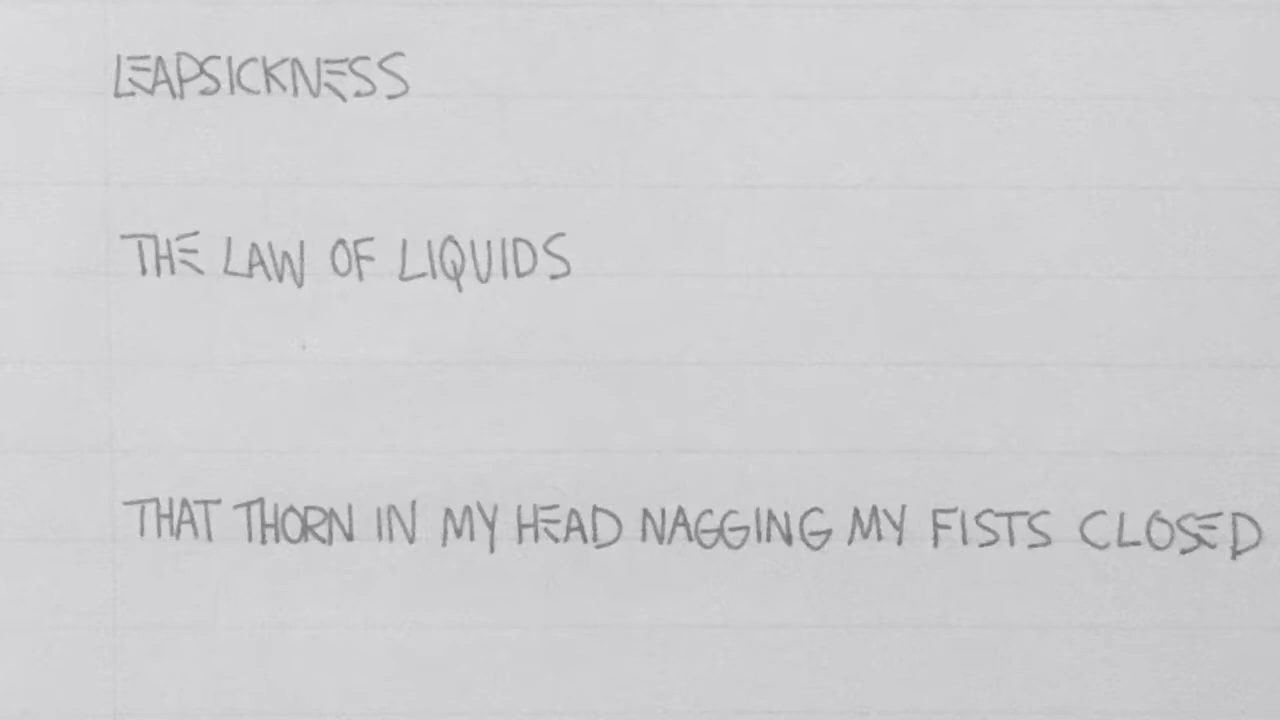 LEAPSICKNESS
THE LAW OF LIQUIDS
THAT THORN IN MY HEAD NAGGING MY FISTS CLOSED